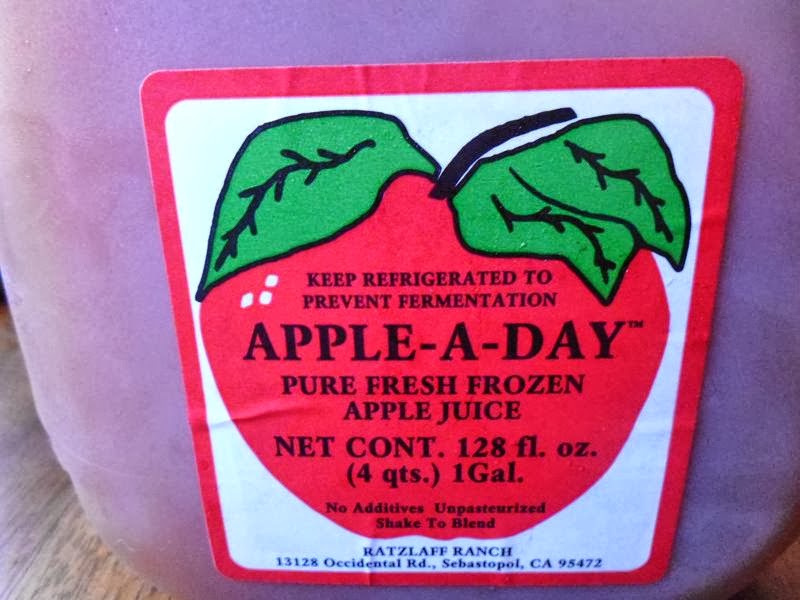 KEEP REFRIGERATED TO
PREVENT FERMENTATION
APPLE-A-DAY™
PURE FRESH FROZEN
APPLE JUICE
NET CONT. 128 fl. oz.
(4 qts.) 1Gal.
No Additives Unpasteurized
Shake To Blend
RATZLAFF RANCH
13128 Occidental Rd., Sebastopol, CA 95472